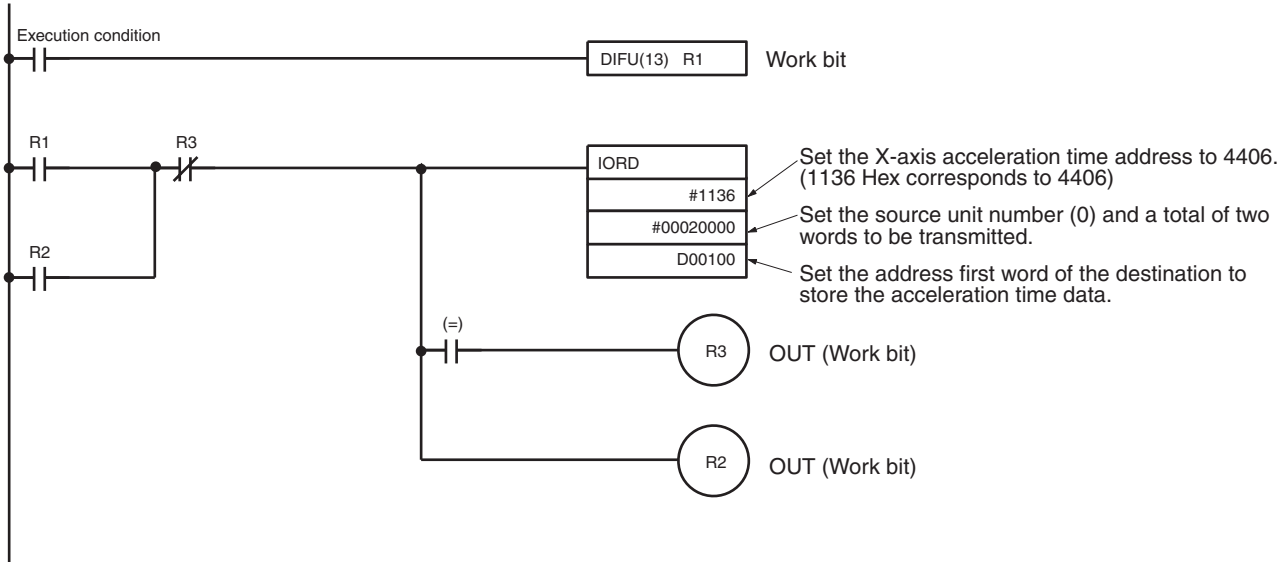 Execution condition
DIFU(13) R1
Work bit
R1
R3
IORD
#1136
#00020000
D00100
Set the X-axis acceleration time address to 4406.
(1136 Hex corresponds to 4406)
Set the source unit number (0) and a total of two
words to be transmitted.
Set the address first word of the destination to
store the acceleration time data.
R2
(=)
R3
OUT (Work bit)
R2
OUT (Work bit)